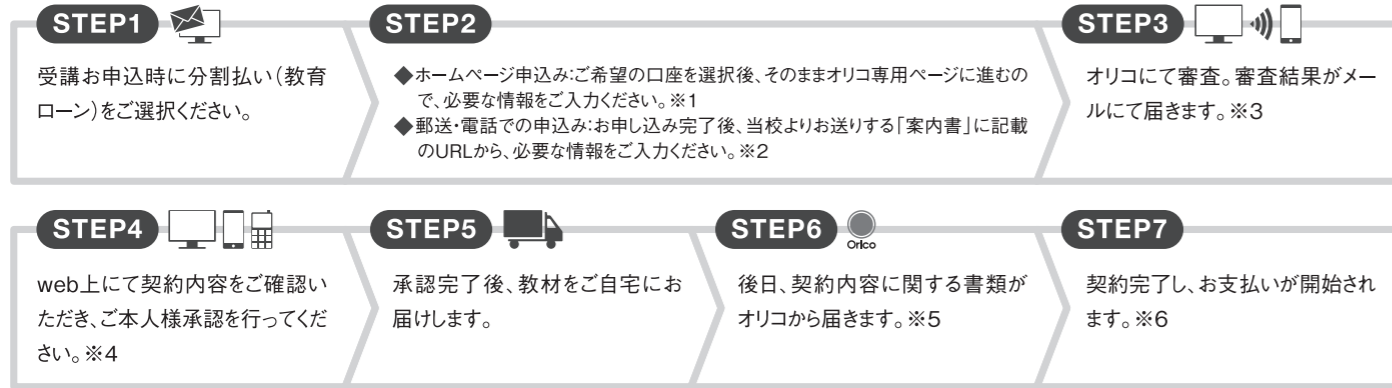 STEP1
受講お申込時に分割払い(教育
ローン)をご選択ください。
STEP2
◆ホームページ申込み:ご希望の口座を選択後、そのままオリコ専用ページに進むの
で、必要な情報をご入力ください。※1
◆郵送・電話での申込み:お申し込み完了後、当校よりお送りする「案内書」に記載
のURLから、必要な情報をご入力ください。※2
STEP3
オリコにて審査。審査結果がメー
ルにて届きます。※3
STEP4
web上にて契約内容をご確認い
ただき、ご本人様承認を行ってくだ
さい。※4
STEP5
承認完了後、教材をご自宅にお
届けします。
STEP6
Orico
後日、契約内容に関する書類が
オリコから届きます。※5
STEP7
契約完了し、お支払いが開始され
ます。※6